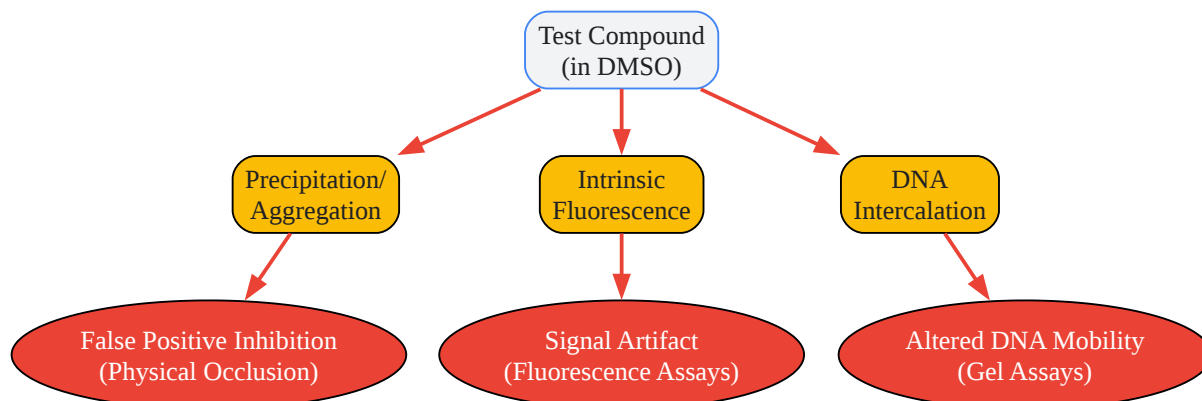 Test Compound
(in DMSO)
Precipitation/
Aggregation
Intrinsic
Fluorescence
DNA
Intercalation
False Positive Inhibition
(Physical Occlusion)
Signal Artifact
(Fluorescence Assays)
Altered DNA Mobility
(Gel Assays)